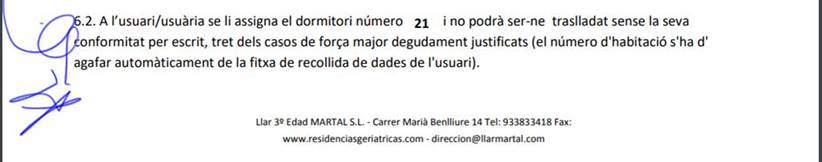 6.2. A l'usuari/usuària se li assigna el dormitori número 21 i no podrà ser-ne traslladat sense la seva
conformitat per escrit, tret dels casos de força major degudament justificats (el número d'habitació s'ha d'
agafar automàticament de la fitxa de recollida de dades de l'usuari).
Llar 3º Edad MARTAL S.L. - Carrer Marià Benlliure 14 Tel: 933833418 Fax:
www.residenciasgeriatricas.com - direccion@llarmartal.com